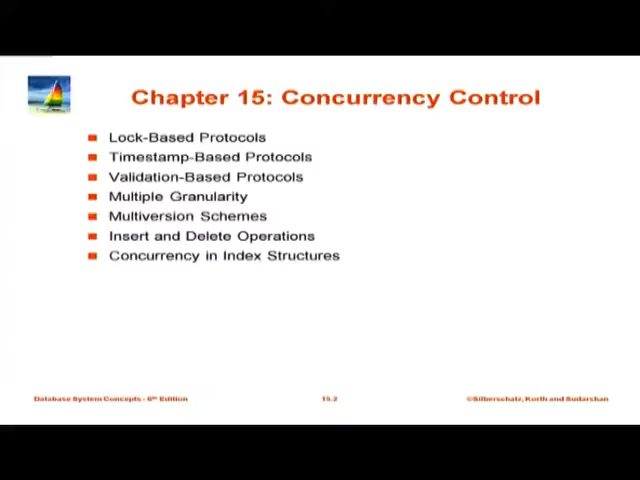 Chapter 15: Concurrency Control
Lock-Based Protocols
Timestamp-Based Protocols
Validation-Based Protocols
Multiple Granularity
Multiversion Schemes
Insert and Delete Operations
Concurrency in Index Structures
Database System Concepts - 6th Edition
15.2
©Silberschatz, Korth and Sudarshan